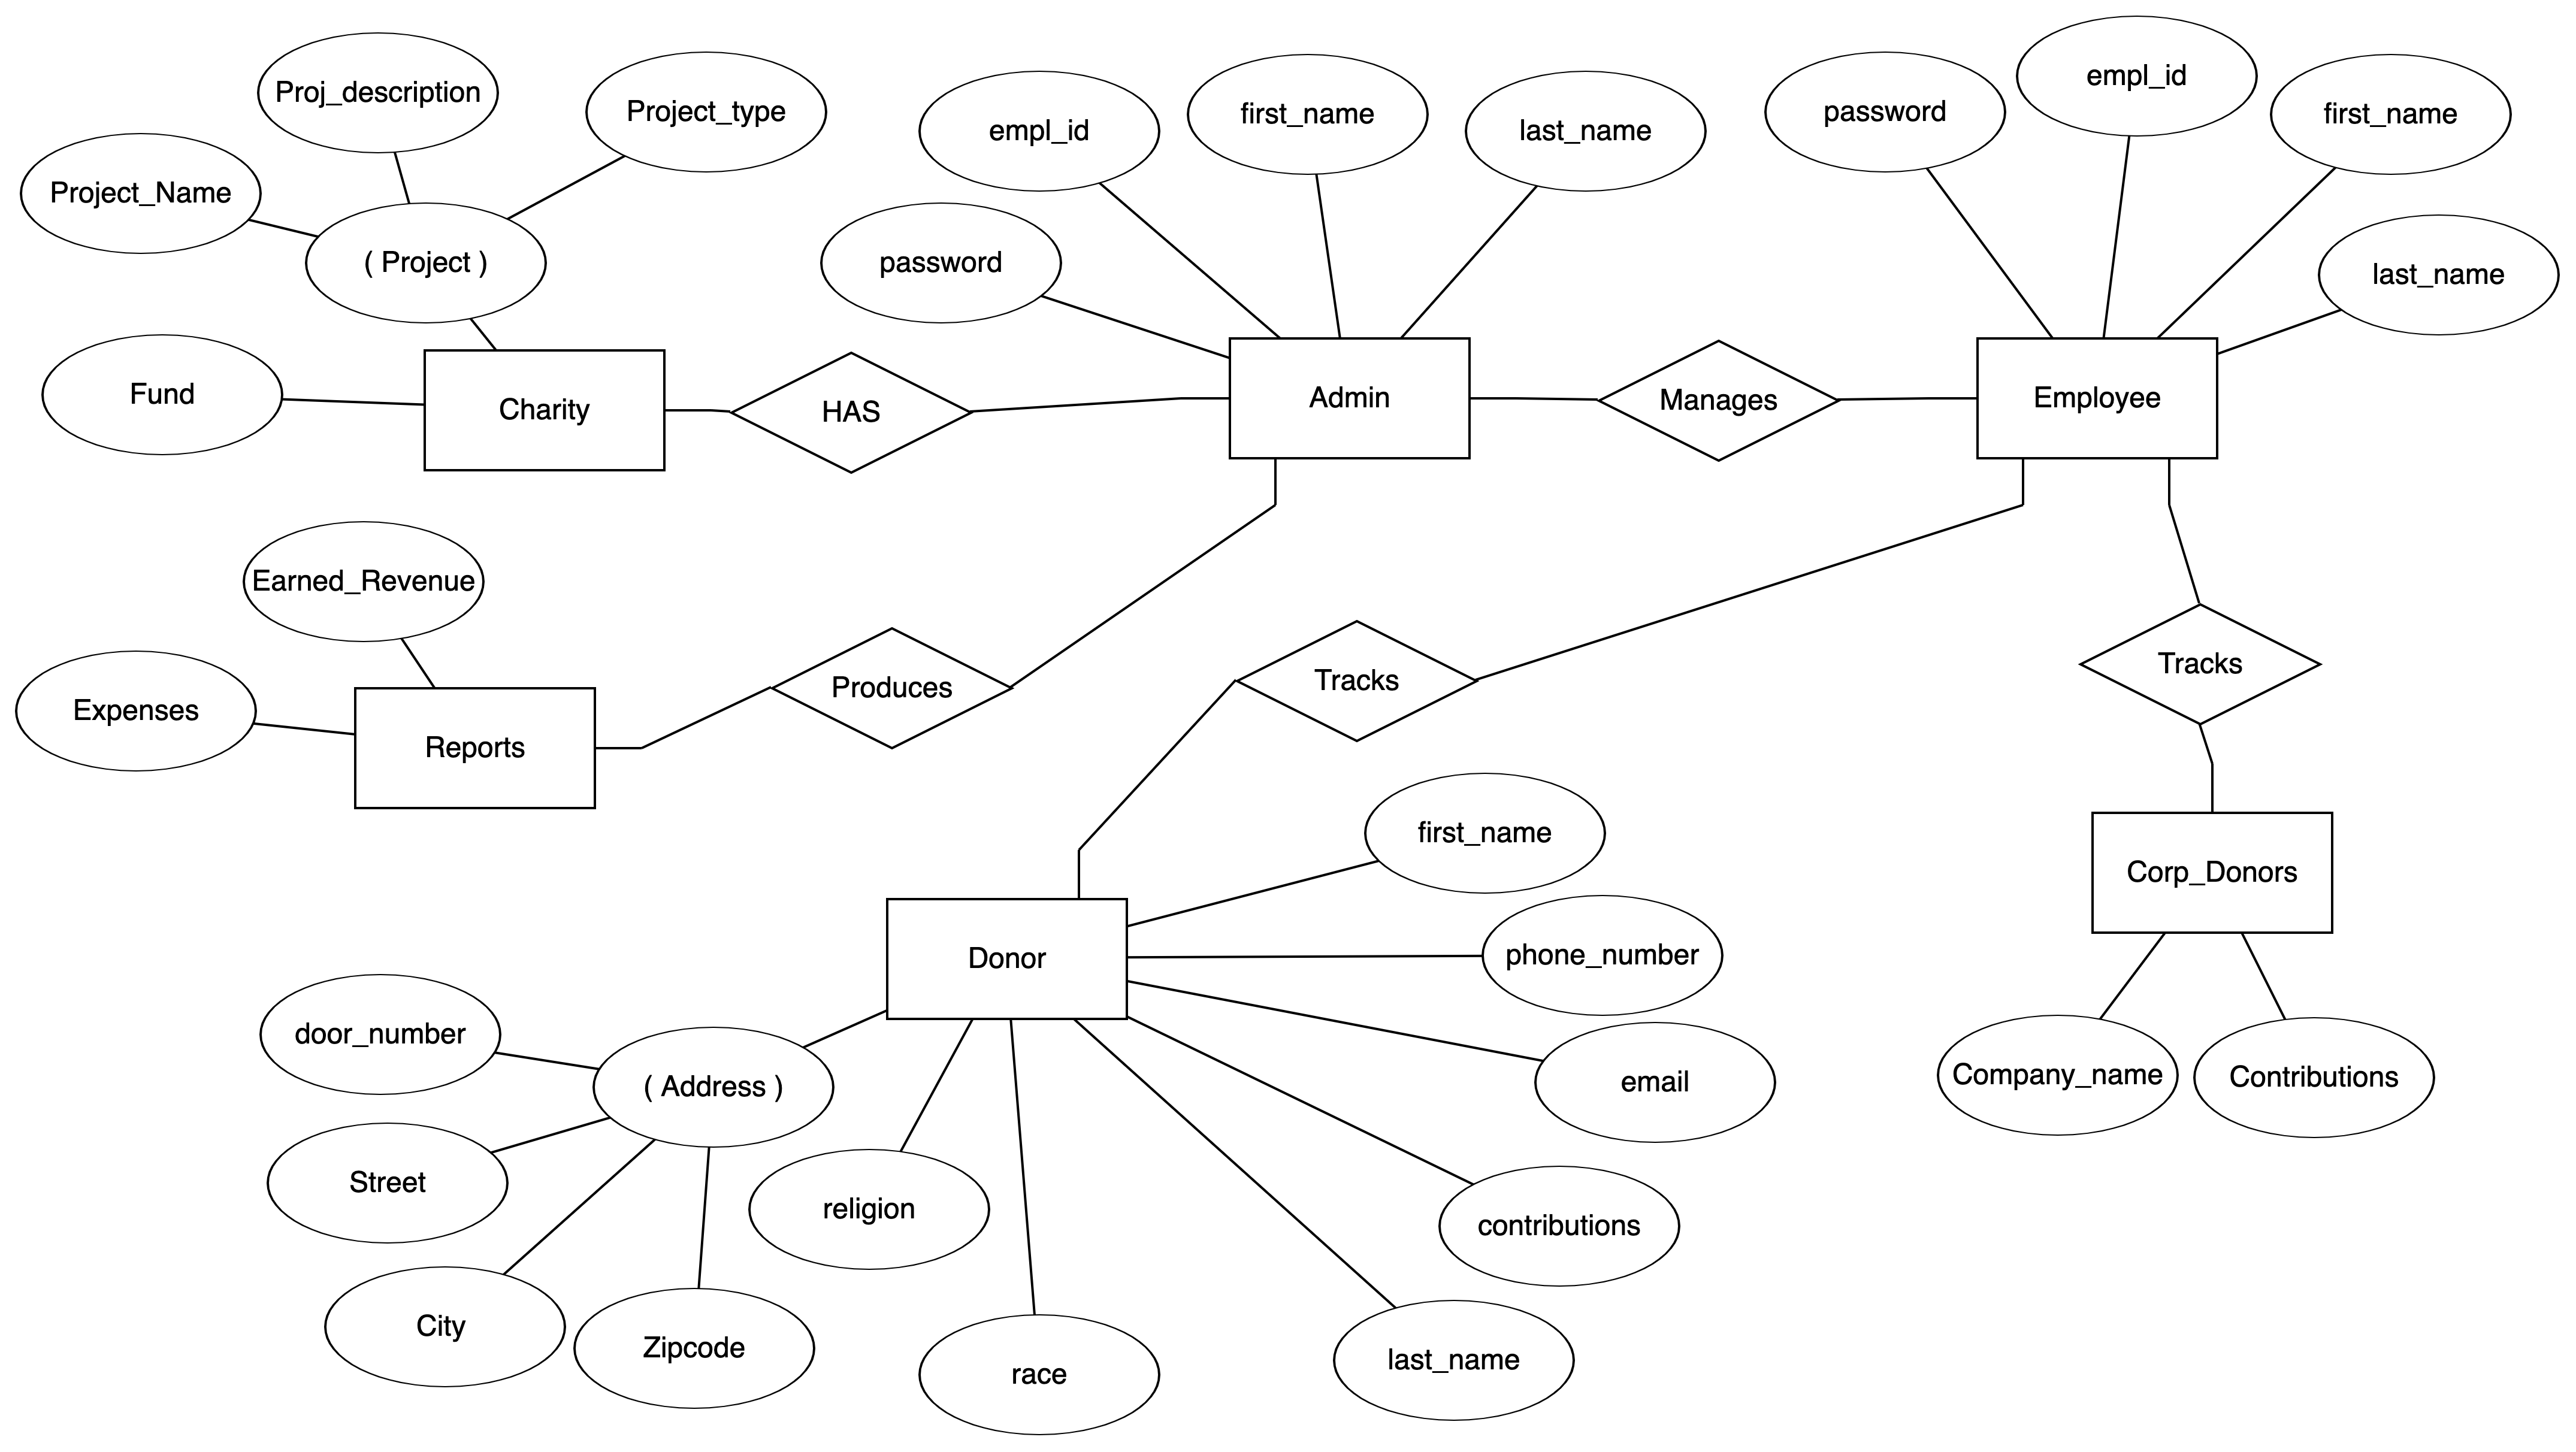 Proj_description
Project_type
Project_Name
( Project )
Fund
Charity
HAS
empl_id
first_name
last_name
password
Admin
Manages
password
empl_id
first_name
last_name
Employee
Earned_Revenue
Expenses
Reports
Produces
Tracks
Tracks
Corp_Donors
Company_name
Contributions
Donor
first_name
phone_number
email
contributions
last_name
race
religion
( Address )
door_number
Street
City
Zipcode